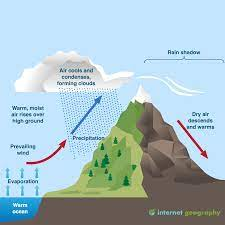 Air cools and
condenses,
forming clouds
Rain shadow
Warm, moist
air rises over
high ground
Dry air
descends
and warms
Precipitation
Prevailing
wind
Evaporation
Warm
ocean
internet geography